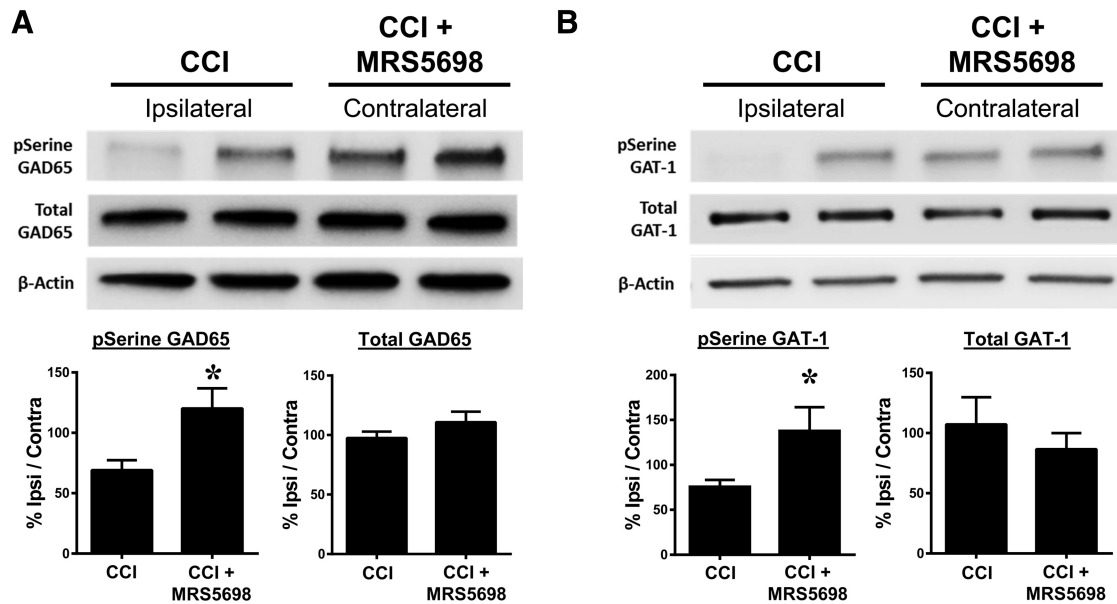 A
CCI
CCI +
MRS5698
Ipsilateral
Contralateral
pSerine
GAD65
Total
GAD65
β-Actin
pSerine GAD65
% Ipsi / Contra
150
100
50
0
*
CCI
CCI +
MRS5698
Total GAD65
% Ipsi / Contra
150
100
50
0
CCI
CCI +
MRS5698
B
CCI
CCI +
MRS5698
Ipsilateral
Contralateral
pSerine
GAT-1
Total
GAT-1
β-Actin
pSerine GAT-1
% Ipsi / Contra
200
150
100
50
0
*
CCI
CCI +
MRS5698
Total GAT-1
% Ipsi / Contra
150
100
50
0
CCI
CCI +
MRS5698